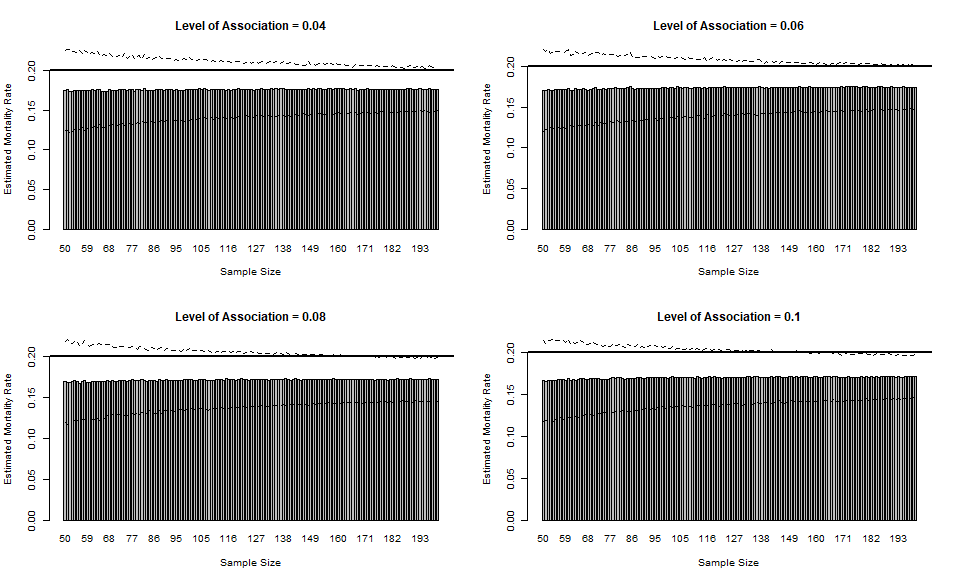 Level of Association = 0.04
Estimated Mortality Rate
0.20
0.15
0.10
0.05
0.00
50 59 68 77 86 95 105 116 127 138 149 160 171 182 193
Sample Size
Level of Association = 0.06
Estimated Mortality Rate
0.20
0.15
0.10
0.05
0.00
50 59 68 77 86 95 105 116 127 138 149 160 171 182 193
Sample Size
Level of Association = 0.08
Estimated Mortality Rate
0.20
0.15
0.10
0.05
0.00
50 59 68 77 86 95 105 116 127 138 149 160 171 182 193
Sample Size
Level of Association = 0.1
Estimated Mortality Rate
0.20
0.15
0.10
0.05
0.00
50 59 68 77 86 95 105 116 127 138 149 160 171 182 193
Sample Size